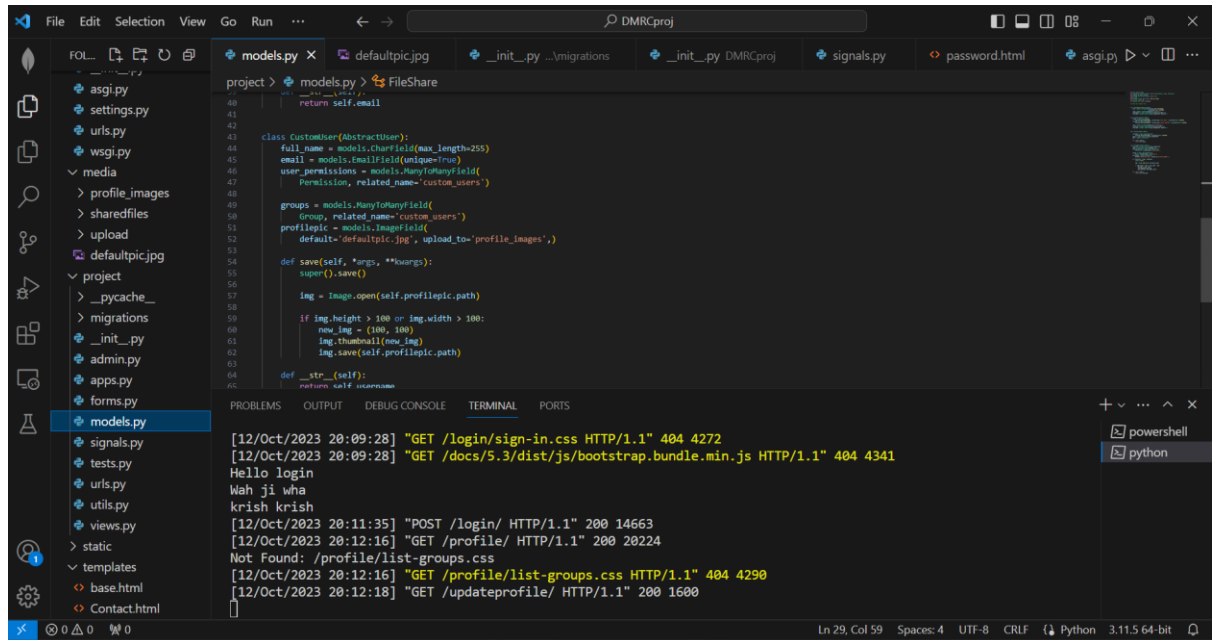 File Edit Selection View Go Run ··· DMRCproj
FOL...
models.py defaultpic.jpg __init__.py ...\migrations __init__.py DMRCproj signals.py password.html asgi.py
project > models.py > FileShare
asgi.py
settings.py
urls.py
wsgi.py
media
profile_images
sharedfiles
upload
defaultpic.jpg
project
__pycache__
migrations
__init__.py
admin.py
apps.py
forms.py
models.py
signals.py
tests.py
urls.py
utils.py
views.py
static
templates
base.html
Contact.html
def __str__(self):
40 return self.email
41
42
43 class CustomUser(AbstractUser):
44 full_name = models.CharField(max_length=255)
45 email = models.EmailField(unique=True)
46 user_permissions = models.ManyToManyField(
47 Permission, related_name='custom_users')
48
49 groups = models.ManyToManyField(
50 Group, related_name='custom_users')
51 profilepic = models.ImageField(
52 default='defaultpic.jpg', upload_to='profile_images',)
53
54 def save(self, *args, **kwargs):
55 super().save()
56
57 img = Image.open(self.profilepic.path)
58
59 if img.height > 100 or img.width > 100:
60 new_img = (100, 100)
61 img.thumbnail(new_img)
62 img.save(self.profilepic.path)
63
64 def __str__(self):
65 return self.username
PROBLEMS OUTPUT DEBUG CONSOLE TERMINAL PORTS
[12/Oct/2023 20:09:28] "GET /login/sign-in.css HTTP/1.1" 404 4272
[12/Oct/2023 20:09:28] "GET /docs/5.3/dist/js/bootstrap.bundle.min.js HTTP/1.1" 404 4341
Hello login
Wah ji wha
krish krish
[12/Oct/2023 20:11:35] "POST /login/ HTTP/1.1" 200 14663
[12/Oct/2023 20:12:16] "GET /profile/ HTTP/1.1" 200 20224
Not Found: /profile/list-groups.css
[12/Oct/2023 20:12:16] "GET /profile/list-groups.css HTTP/1.1" 404 4290
[12/Oct/2023 20:12:18] "GET /updateprofile/ HTTP/1.1" 200 1600
powershell
python
1
0 0 0 Ln 29, Col 59 Spaces: 4 UTF-8 CRLF Python 3.11.5 64-bit